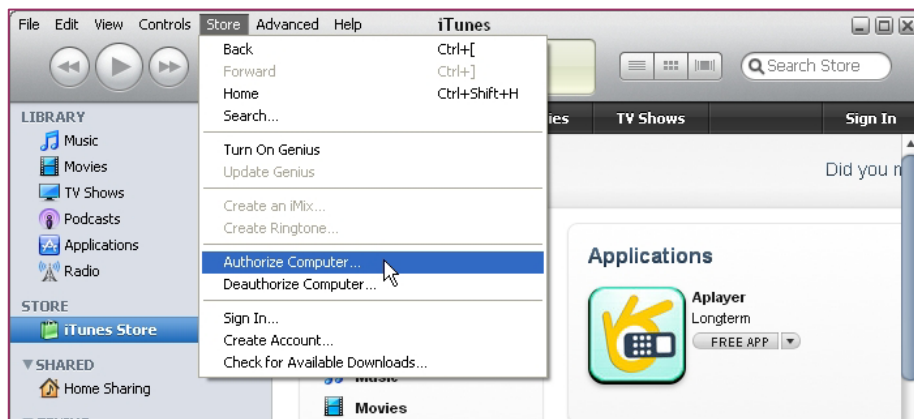 File Edit View Controls Store Advanced Help iTunes
Back Ctrl+[
Forward Ctrl+]
Home Ctrl+Shift+H
Search...
Turn On Genius
Update Genius
Create an iMix...
Create Ringtone...
Authorize Computer...
Deauthorize Computer...
Sign In...
Create Account...
Check for Available Downloads...
Search Store
TV Shows Sign In
LIBRARY
Music
Movies
TV Shows
Podcasts
Applications
Radio
STORE
iTunes Store
SHARED
Home Sharing
Did you
Applications
Aplayer
Longterm
FREE APP
Music
Movies